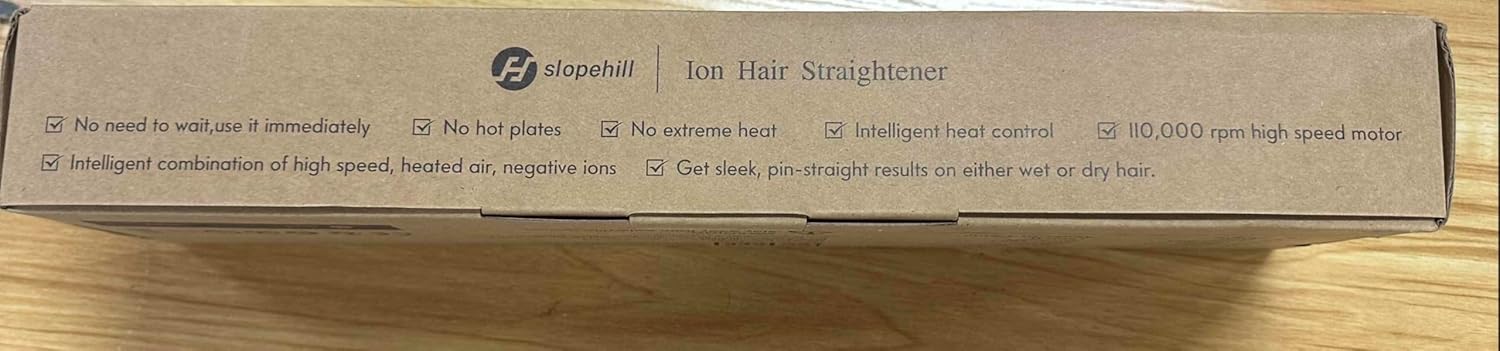 slopehill | Ion Hair Straightener
☑ No need to wait,use it immediately ☑ No hot plates ☑ No extreme heat ☑ Intelligent heat control ☑ 110,000 rpm high speed motor
☑ Intelligent combination of high speed, heated air, negative ions ☑ Get sleek, pin-straight results on either wet or dry hair.